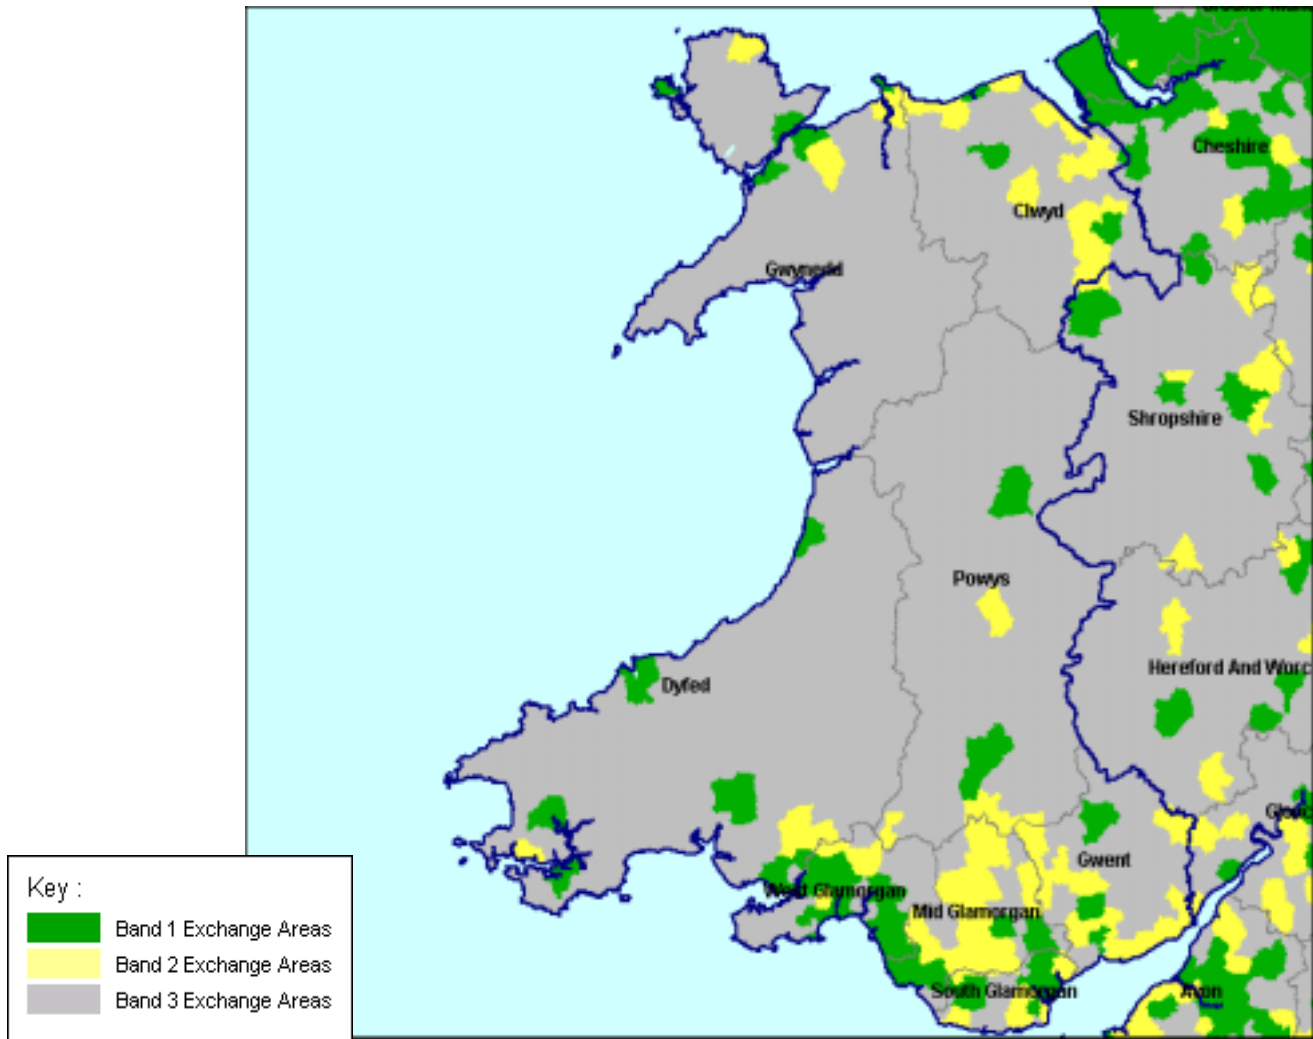 Cheshire
Clwyd
Gwynedd
Shropshire
Powys
Hereford And Worc
Dyfed
Gwent
West Glamorgan
Mid Glamorgan
South Glamorgan
Avon
Key :
Band 1 Exchange Areas
Band 2 Exchange Areas
Band 3 Exchange Areas